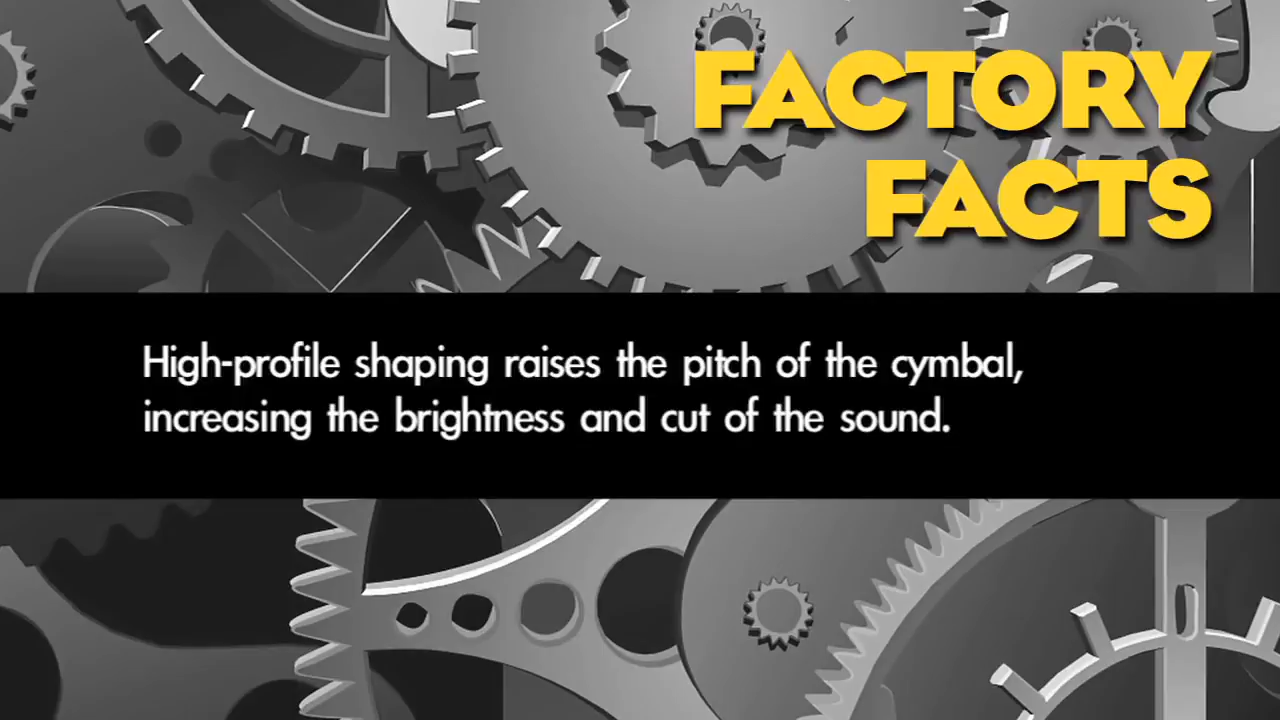 FACTORY
FACTS
High-profile shaping raises the pitch of the cymbal,
increasing the brightness and cut of the sound.